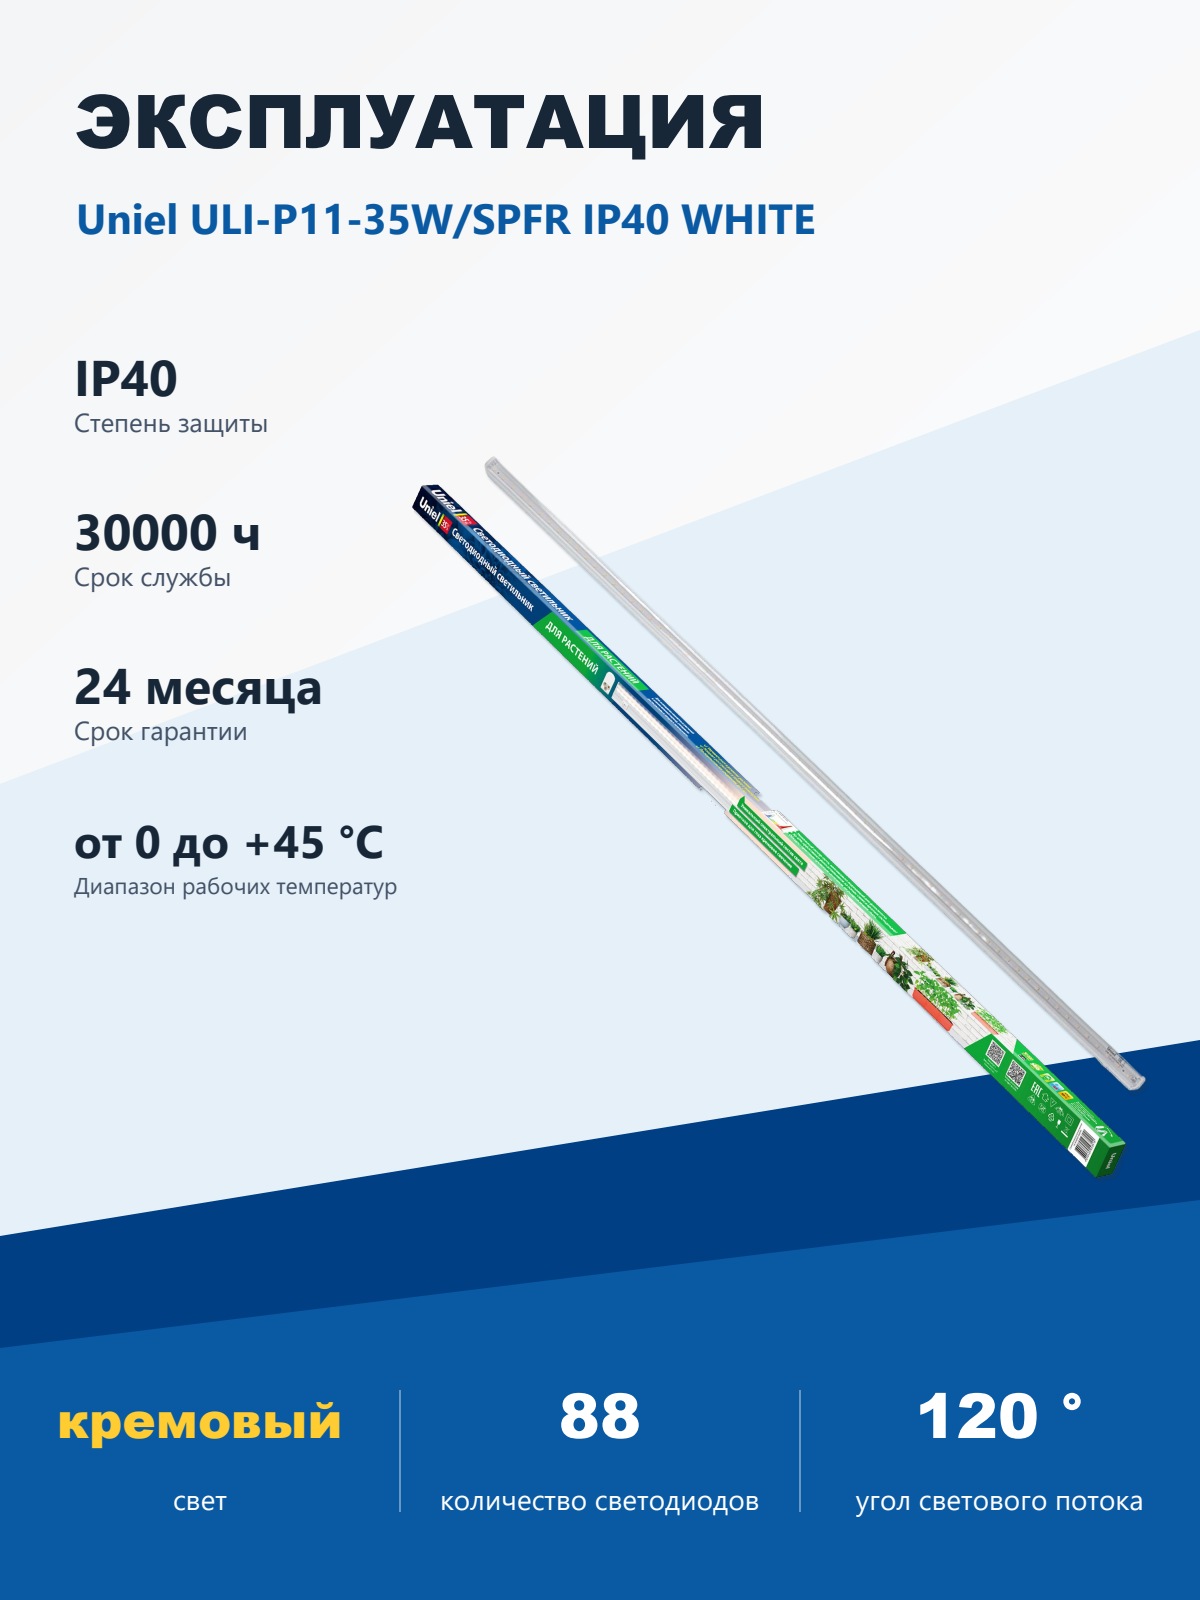 ЭКСПЛУАТАЦИЯ
Uniel ULI-P11-35W/SPFR IP40 WHITE
IP40
Степень защиты
30000 ч
Срок службы
24 месяца
Срок гарантии
от 0 до +45 °C
Диапазон рабочих температур
Uniel
Светодиодный светильник
ДЛЯ РАСТЕНИЙ
Uniel
Светодиодный светильник
ДЛЯ РАСТЕНИЙ
EAC
кремовый
свет
88
количество светодиодов
120 °
угол светового потока